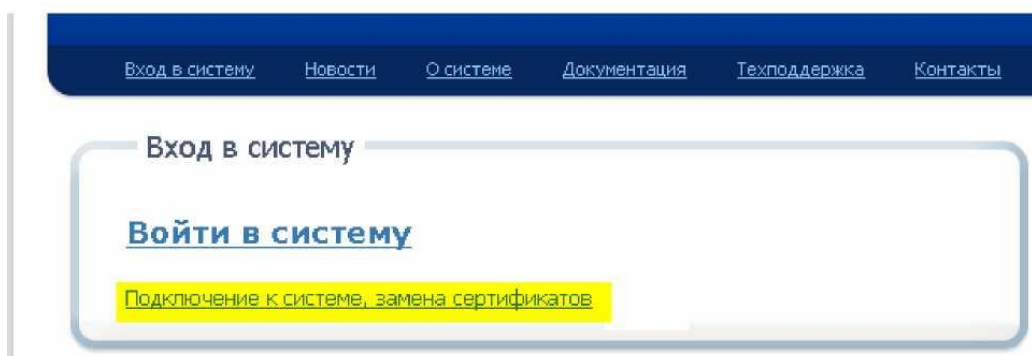 Вход в систему Новости О системе Документация Техподдержка Контакты
Вход в систему
Войти в систему
Подключение к системе, замена сертификатов